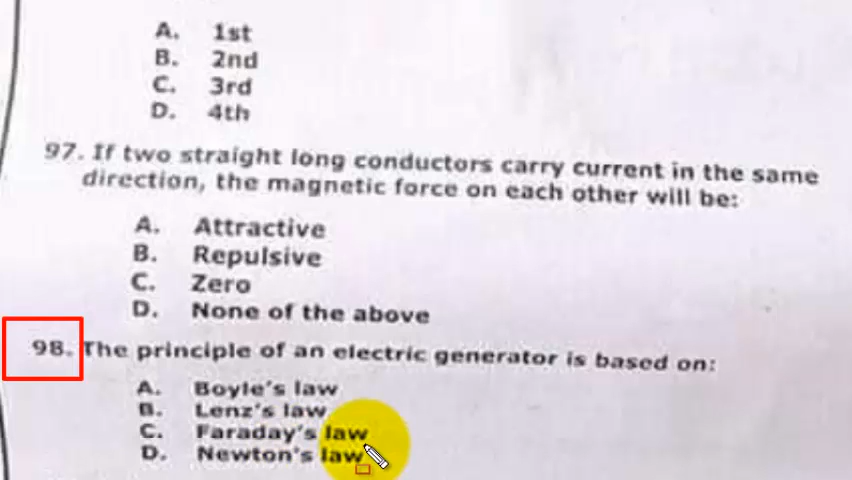 A. 1st
B. 2nd
C. 3rd
D. 4th
97. If two straight long conductors carry current in the same
direction, the magnetic force on each other will be:
A. Attractive
B. Repulsive
C. Zero
D. None of the above
98. The principle of an electric generator is based on:
A. Boyle's law
B. Lenz's law
C. Faraday's law
D. Newton's law